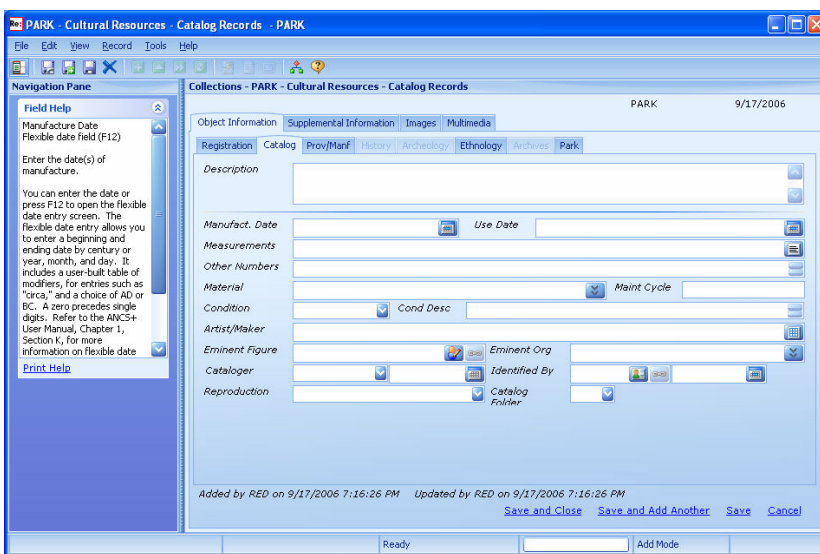 Re: PARK - Cultural Resources - Catalog Records - PARK
File Edit View Record Tools Help
Navigation Pane
Field Help
Manufacture Date
Flexible date field (F12)
Enter the date(s) of
manufacture.
You can enter the date or
press F12 to open the flexible
date entry screen. The
flexible date entry allows you
to enter a beginning and
ending date by century or
year, month, and day. It
includes a user-built table of
modifiers, for entries such as
"circa," and a choice of AD or
BC. A zero precedes single
digits. Refer to the ANCS+
User Manual, Chapter 1,
Section K, for more
information on flexible date
Print Help
Collections - PARK - Cultural Resources - Catalog Records
PARK 9/17/2006
Object Information Supplemental Information Images Multimedia
Registration Catalog Prov/Manf History Archeology Ethnology Archives Park
Description
Manufact. Date Use Date
Measurements
Other Numbers
Material Maint Cycle
Condition Cond Desc
Artist/Maker
Eminent Figure Eminent Org
Cataloger Identified By
Reproduction Catalog
Folder
Added by RED on 9/17/2006 7:16:26 PM Updated by RED on 9/17/2006 7:16:26 PM
Save and Close Save and Add Another Save Cancel
Ready Add Mode